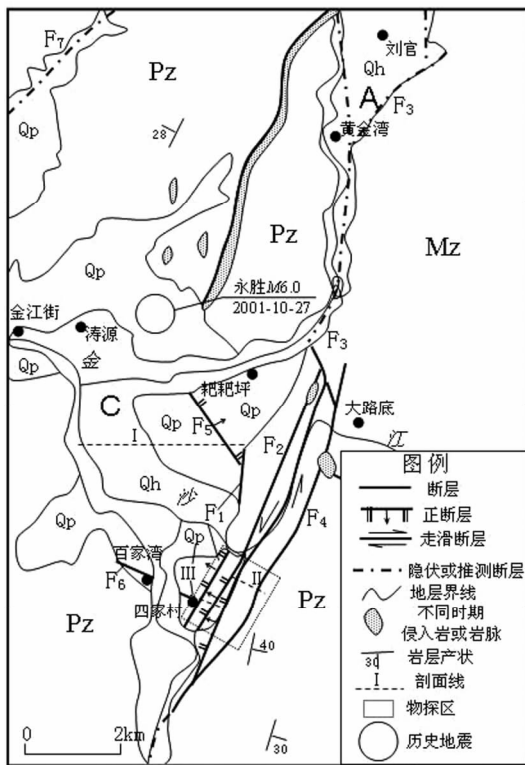 F7
刘官
Pz
Qh
A
F3
Qp
28
黄金湾
Pz
Mz
Qp
永胜M6.0
2001-10-27
金江街
涛源
金
F3
Qp
耙耙坪
C
Qp
F5
Qp
大路底
I
F2
江
Qh
沙
F4
Qp
F1
Qp
百家湾
III
II
F6
四家村
Pz
Pz
40
30
0
2km
图例
断层
正断层
走滑断层
隐伏或推测断层
地层界线
不同时期
侵入岩或岩脉
30
岩层产状
I
剖面线
物探区
历史地震